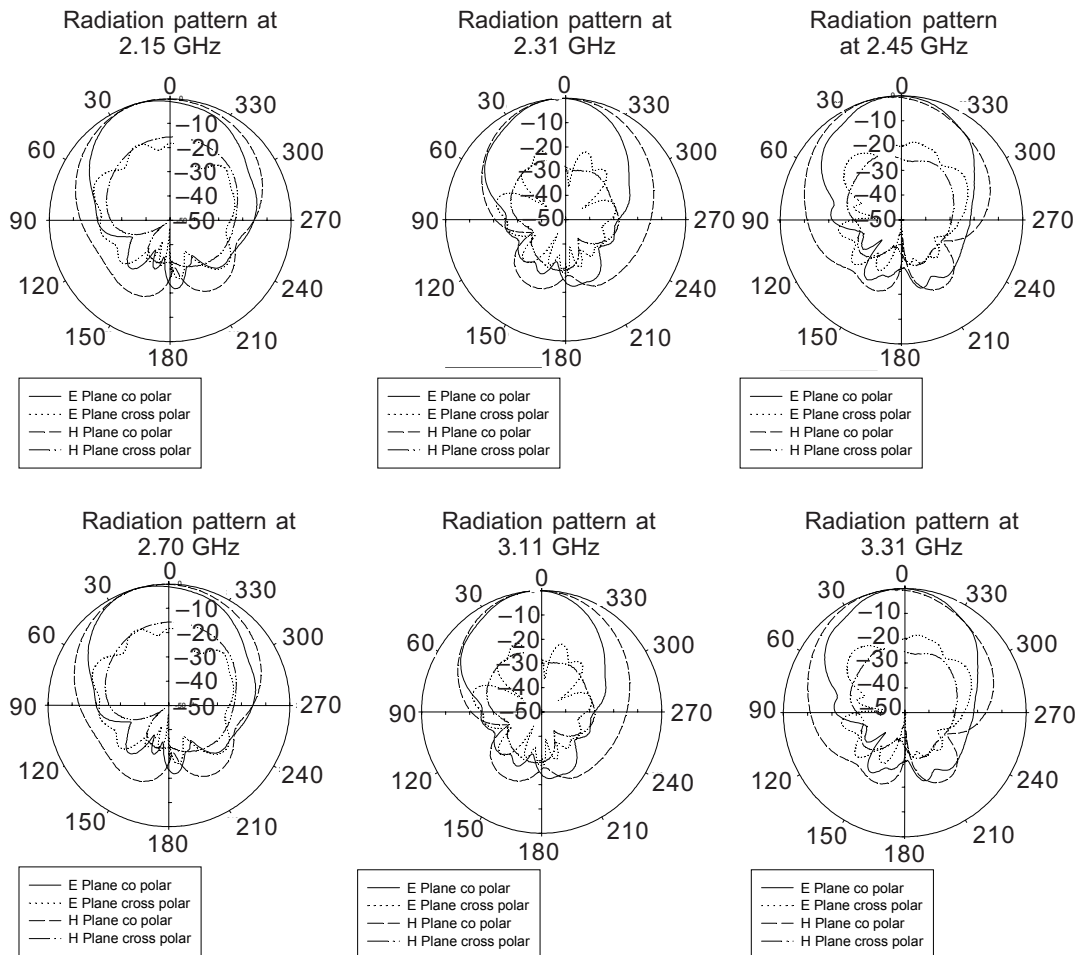 Radiation pattern at
2.15 GHz
0
30
330
−10
60
−20
300
−30
−40
90
−50
270
120
240
150
210
180
E Plane co polar
E Plane cross polar
H Plane co polar
H Plane cross polar
Radiation pattern at
2.31 GHz
0
30
330
−10
60
−20
300
−30
−40
90
50
270
120
240
150
210
180
E Plane co polar
E Plane cross polar
H Plane co polar
H Plane cross polar
Radiation pattern
at 2.45 GHz
0
30
330
−10
60
−20
300
−30
−40
90
−50
270
120
240
150
210
180
E Plane co polar
E Plane cross polar
H Plane co polar
H Plane cross polar
Radiation pattern at
2.70 GHz
0
30
330
−10
60
−20
300
−30
−40
90
−50
270
120
240
150
210
180
E Plane co polar
E Plane cross polar
H Plane co polar
H Plane cross polar
Radiation pattern at
3.11 GHz
0
30
330
−10
60
−20
300
−30
−40
90
−50
270
120
240
150
210
180
E Plane co polar
E Plane cross polar
H Plane co polar
H Plane cross polar
Radiation pattern at
3.31 GHz
0
30
330
−10
60
−20
300
−30
−40
90
−50
270
120
240
150
210
180
E Plane co polar
E Plane cross polar
H Plane co polar
H Plane cross polar